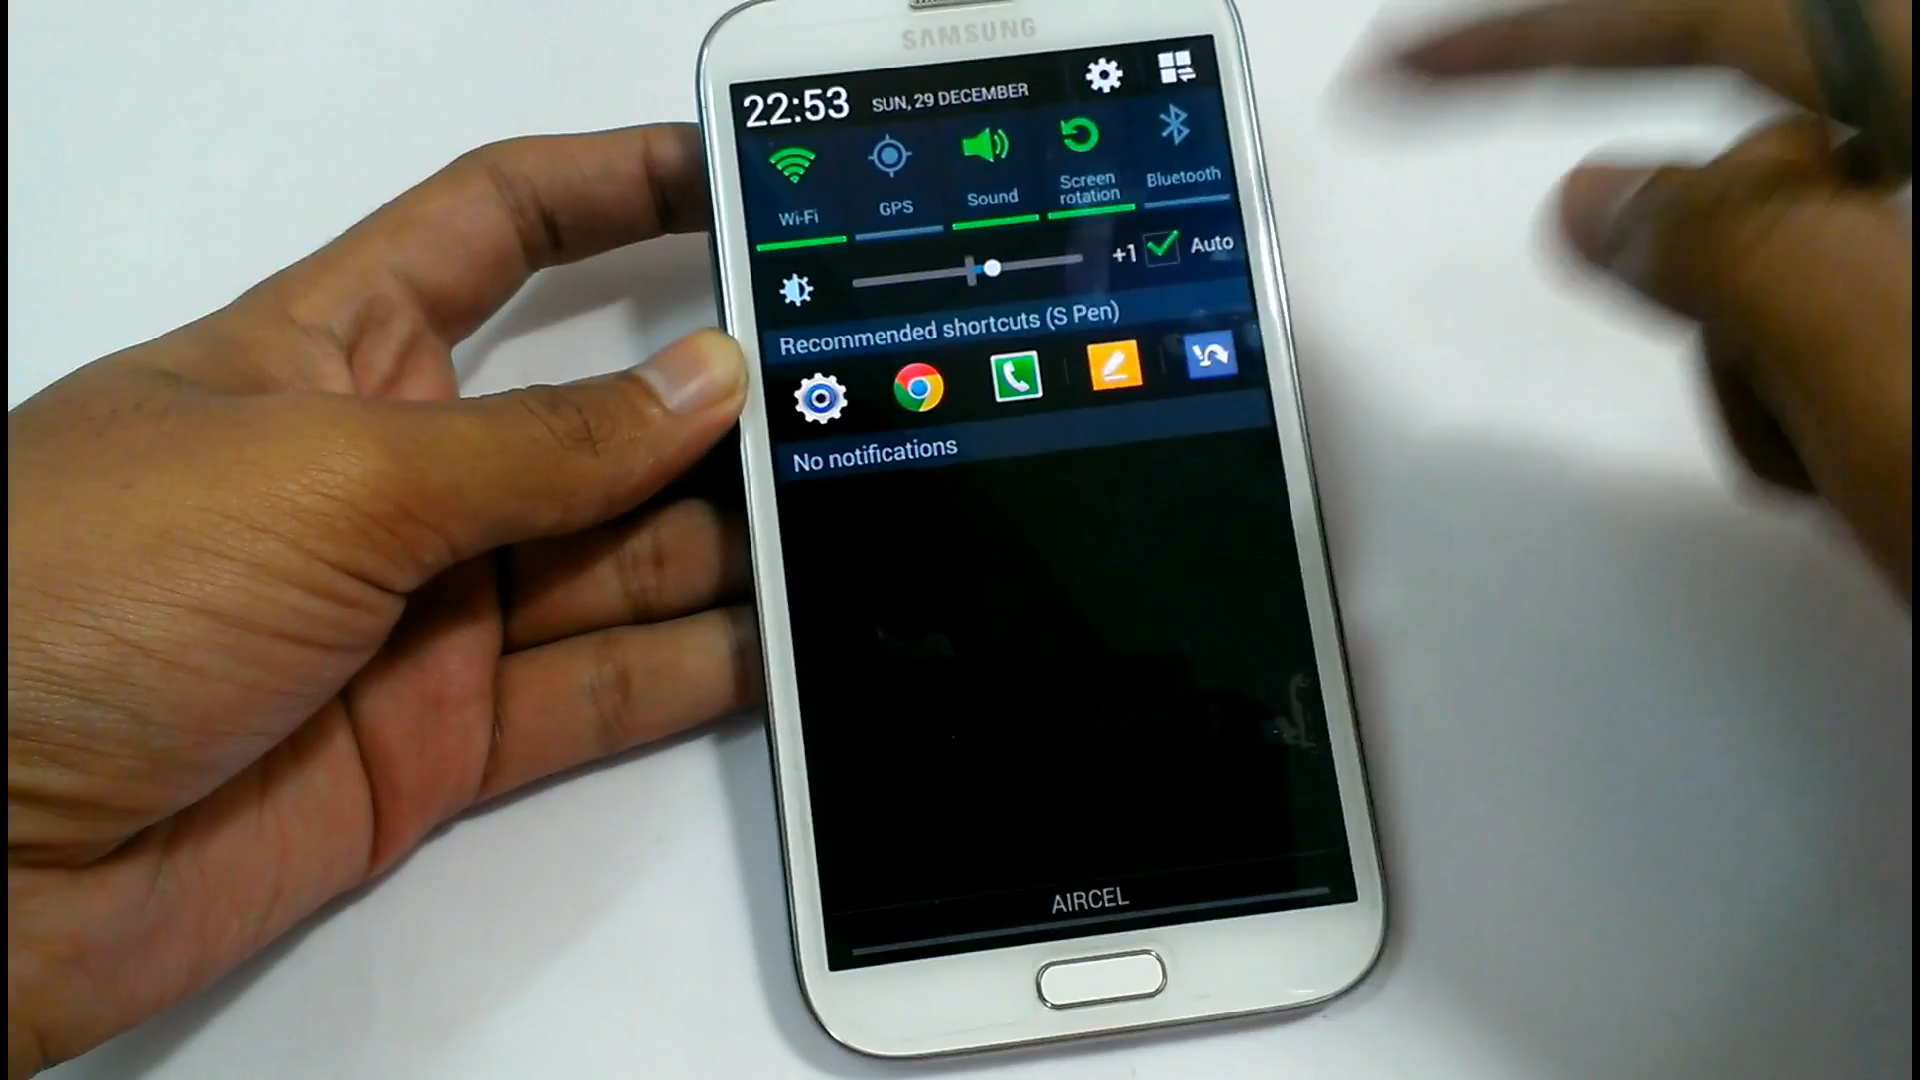 SAMSUNG
22:53 SUN, 29 DECEMBER
Wi-Fi GPS Sound Screen rotation Bluetooth
+1 Auto
Recommended shortcuts (S Pen)
No notifications
AIRCEL